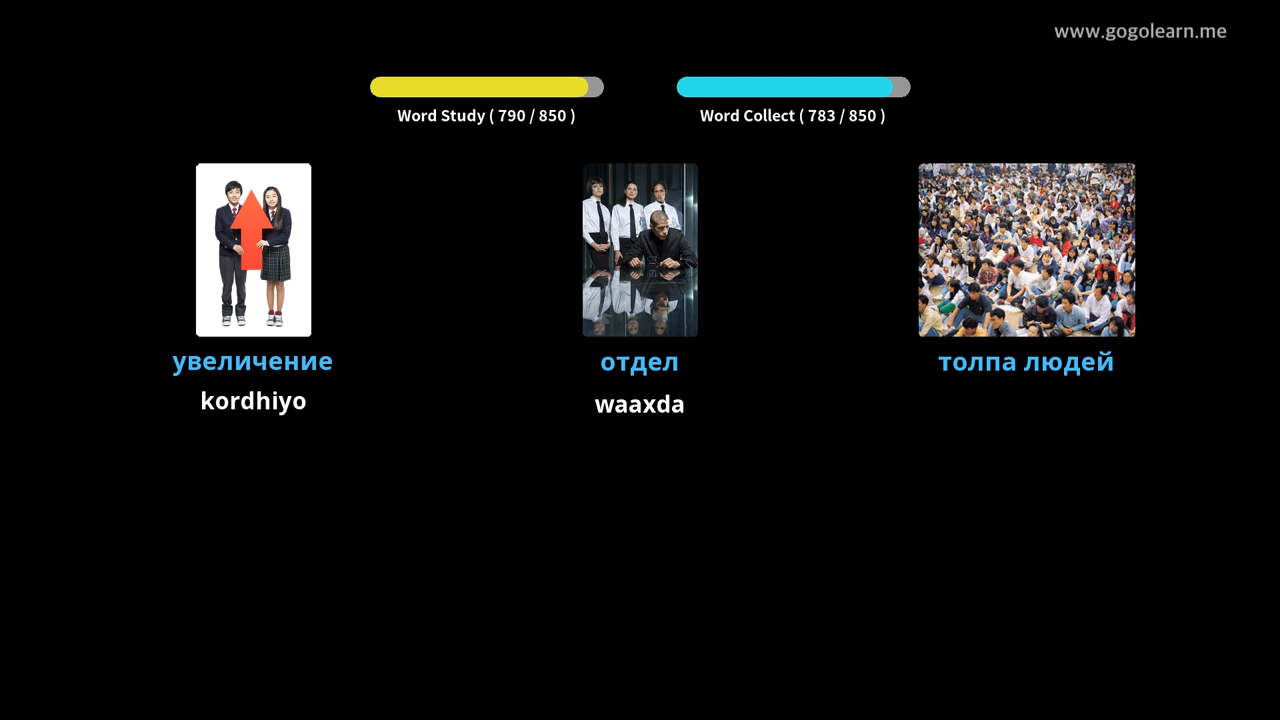 www.gogolearn.me
Word Study ( 790 / 850 )
Word Collect ( 783 / 850 )
увеличение
kordhiyo
отдел
waaxda
толпа людей